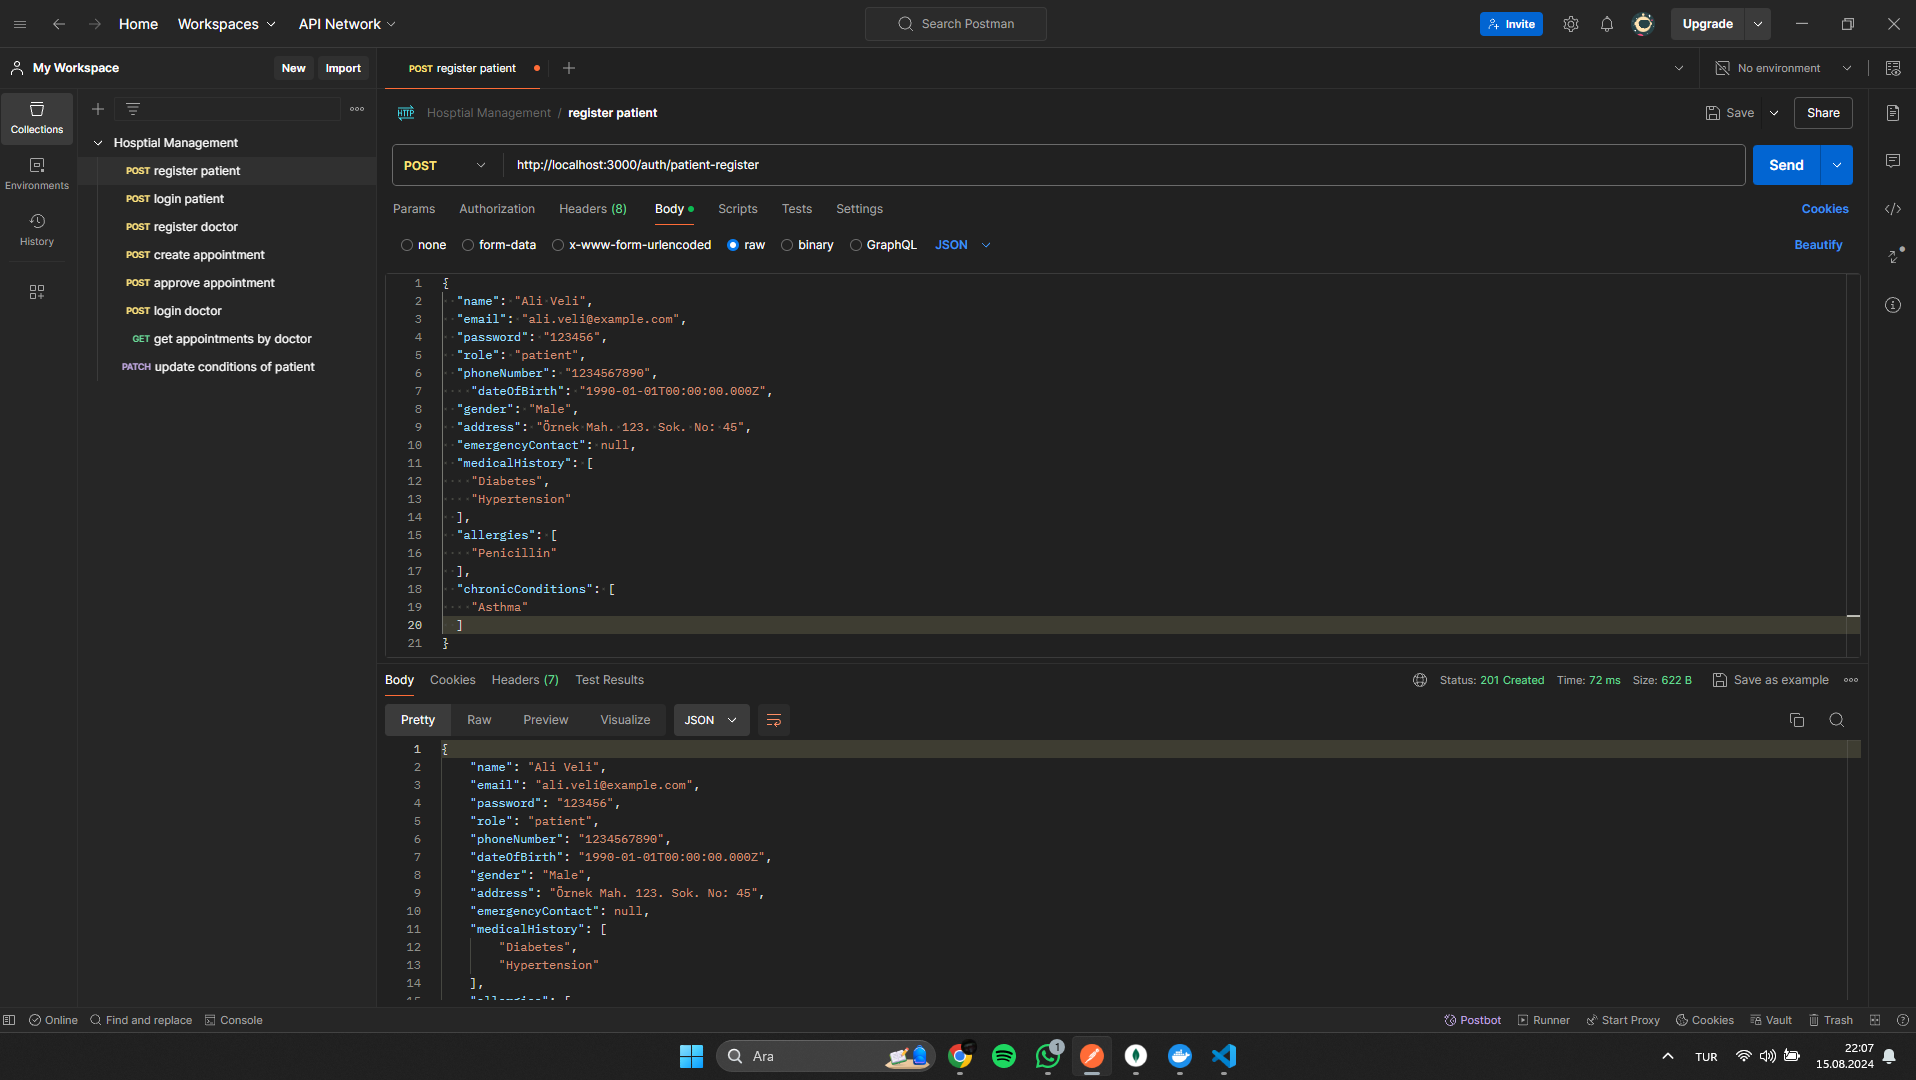 Home Workspaces API Network Search Postman Invite Upgrade
My Workspace New Import POST register patient No environment
Collections
Environments
History
Hosptial Management
POST register patient
POST login patient
POST register doctor
POST create appointment
POST approve appointment
POST login doctor
GET get appointments by doctor
PATCH update conditions of patient
HTTP Hosptial Management / register patient Save Share
POST http://localhost:3000/auth/patient-register Send
Params Authorization Headers (8) Body Scripts Tests Settings Cookies
none form-data x-www-form-urlencoded raw binary GraphQL JSON Beautify
1 {
2 "name": "Ali Veli",
3 "email": "ali.veli@example.com",
4 "password": "123456",
5 "role": "patient",
6 "phoneNumber": "1234567890",
7 "dateOfBirth": "1990-01-01T00:00:00.000Z",
8 "gender": "Male",
9 "address": "Örnek Mah. 123. Sok. No: 45",
10 "emergencyContact": null,
11 "medicalHistory": [
12 "Diabetes",
13 "Hypertension"
14 ],
15 "allergies": [
16 "Penicillin"
17 ],
18 "chronicConditions": [
19 "Asthma"
20 ]
21 }
Body Cookies Headers (7) Test Results Status: 201 Created Time: 72 ms Size: 622 B Save as example
Pretty Raw Preview Visualize JSON
1 {
2 "name": "Ali Veli",
3 "email": "ali.veli@example.com",
4 "password": "123456",
5 "role": "patient",
6 "phoneNumber": "1234567890",
7 "dateOfBirth": "1990-01-01T00:00:00.000Z",
8 "gender": "Male",
9 "address": "Örnek Mah. 123. Sok. No: 45",
10 "emergencyContact": null,
11 "medicalHistory": [
12 "Diabetes",
13 "Hypertension"
14 ],
15 "allergies": [
Online Find and replace Console Postbot Runner Start Proxy Cookies Vault Trash
Ara 1 TUR 22:07
15.08.2024